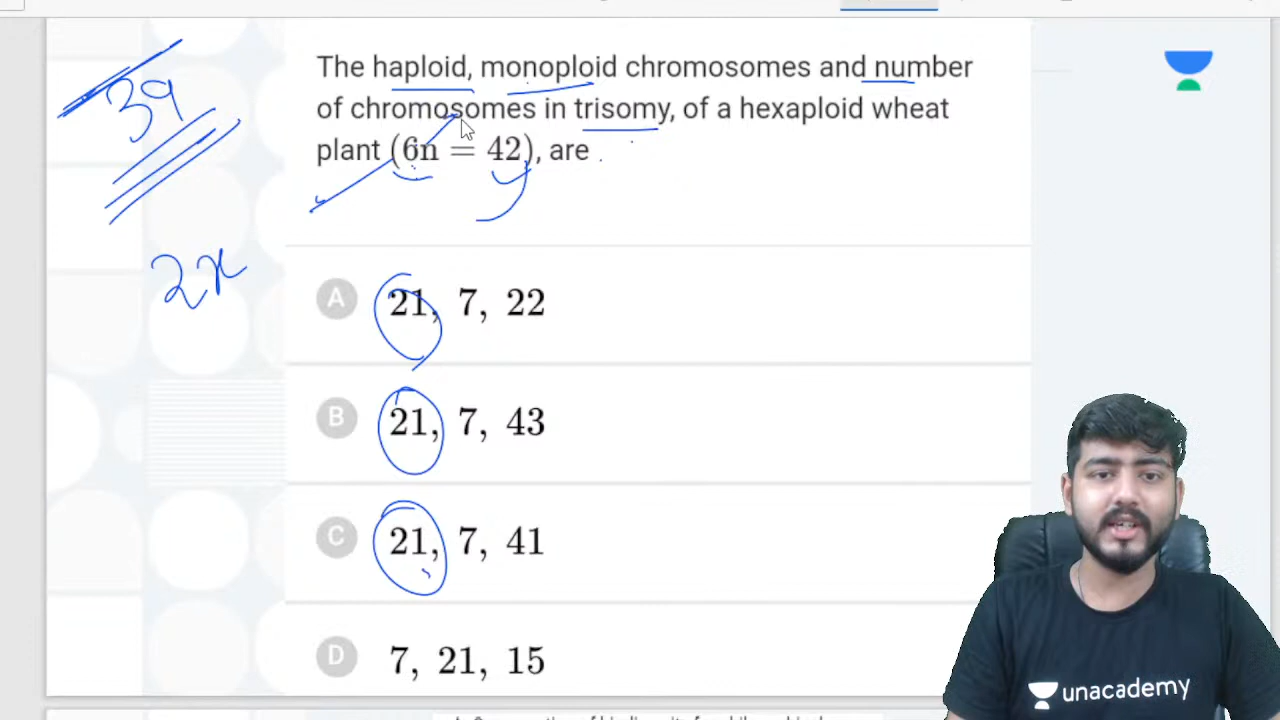 39
The haploid, monoploid chromosomes and number
of chromosomes in trisomy, of a hexaploid wheat
plant (6n = 42), are
2x
A 21, 7, 22
B 21, 7, 43
C 21, 7, 41
D 7, 21, 15
unacademy